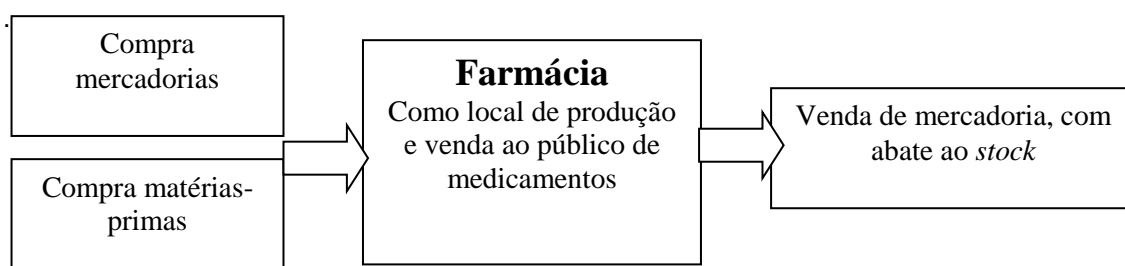 Compra
mercadorias
Compra matérias-
primas
Farmácia
Como local de produção
e venda ao público de
medicamentos
Venda de mercadoria, com
abate ao stock